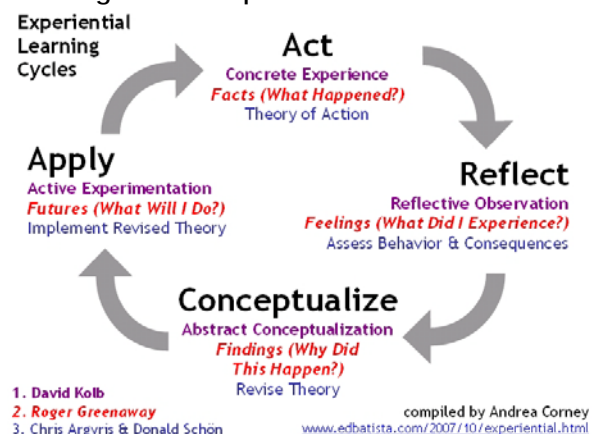 Experiential
Learning
Cycles
Act
Concrete Experience
Facts (What Happened?)
Theory of Action
Reflect
Reflective Observation
Feelings (What Did I Experience?)
Assess Behavior & Consequences
Conceptualize
Abstract Conceptualization
Findings (Why Did
This Happen?)
Revise Theory
Apply
Active Experimentation
Futures (What Will I Do?)
Implement Revised Theory
1. David Kolb
2. Roger Greenaway
3. Chris Argyris & Donald Schön
compiled by Andrea Corney
www.edbatista.com/2007/10/experiential.html